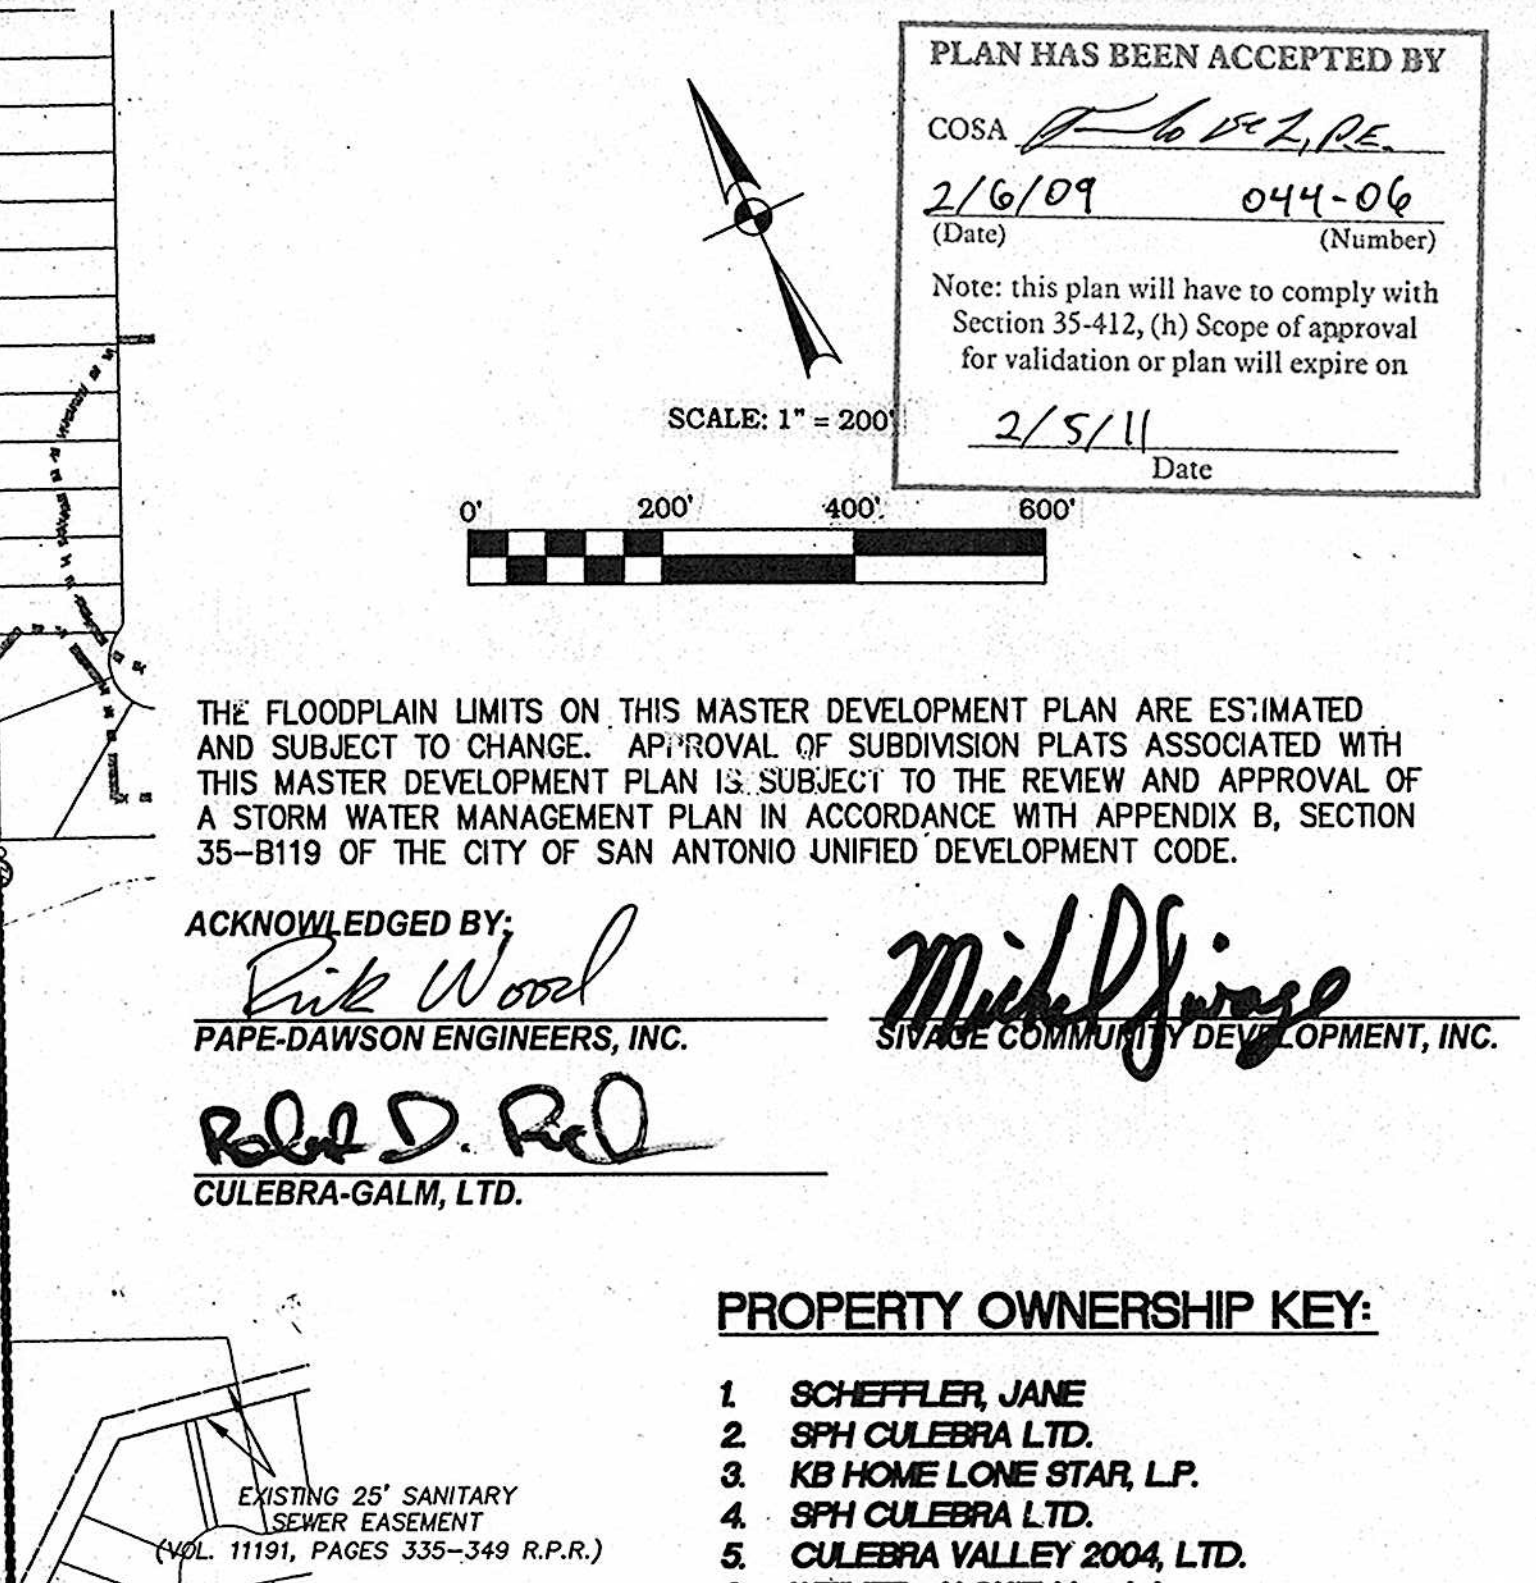 PLAN HAS BEEN ACCEPTED BY
COSA P.E.
2/6/09 044-06
(Date) (Number)
Note: this plan will have to comply with
Section 35-412, (h) Scope of approval
for validation or plan will expire on
2/5/11
Date
SCALE: 1" = 200'
0' 200' 400' 600'
THE FLOODPLAIN LIMITS ON THIS MASTER DEVELOPMENT PLAN ARE ESTIMATED
AND SUBJECT TO CHANGE. APPROVAL OF SUBDIVISION PLATS ASSOCIATED WITH
THIS MASTER DEVELOPMENT PLAN IS SUBJECT TO THE REVIEW AND APPROVAL OF
A STORM WATER MANAGEMENT PLAN IN ACCORDANCE WITH APPENDIX B, SECTION
35-B119 OF THE CITY OF SAN ANTONIO UNIFIED DEVELOPMENT CODE.
ACKNOWLEDGED BY:
Rik Wood
PAPE-DAWSON ENGINEERS, INC.
Michel D Sivage
SIVAGE COMMUNITY DEVELOPMENT, INC.
Robert D.
CULEBRA-GALM, LTD.
PROPERTY OWNERSHIP KEY:
1. SCHEFFLER, JANE
2. SPH CULEBRA LTD.
3. KB HOME LONE STAR, L.P.
4. SPH CULEBRA LTD.
5. CULEBRA VALLEY 2004, LTD.
EXISTING 25' SANITARY
SEWER EASEMENT
(VOL. 11191, PAGES 335-349 R.P.R.)